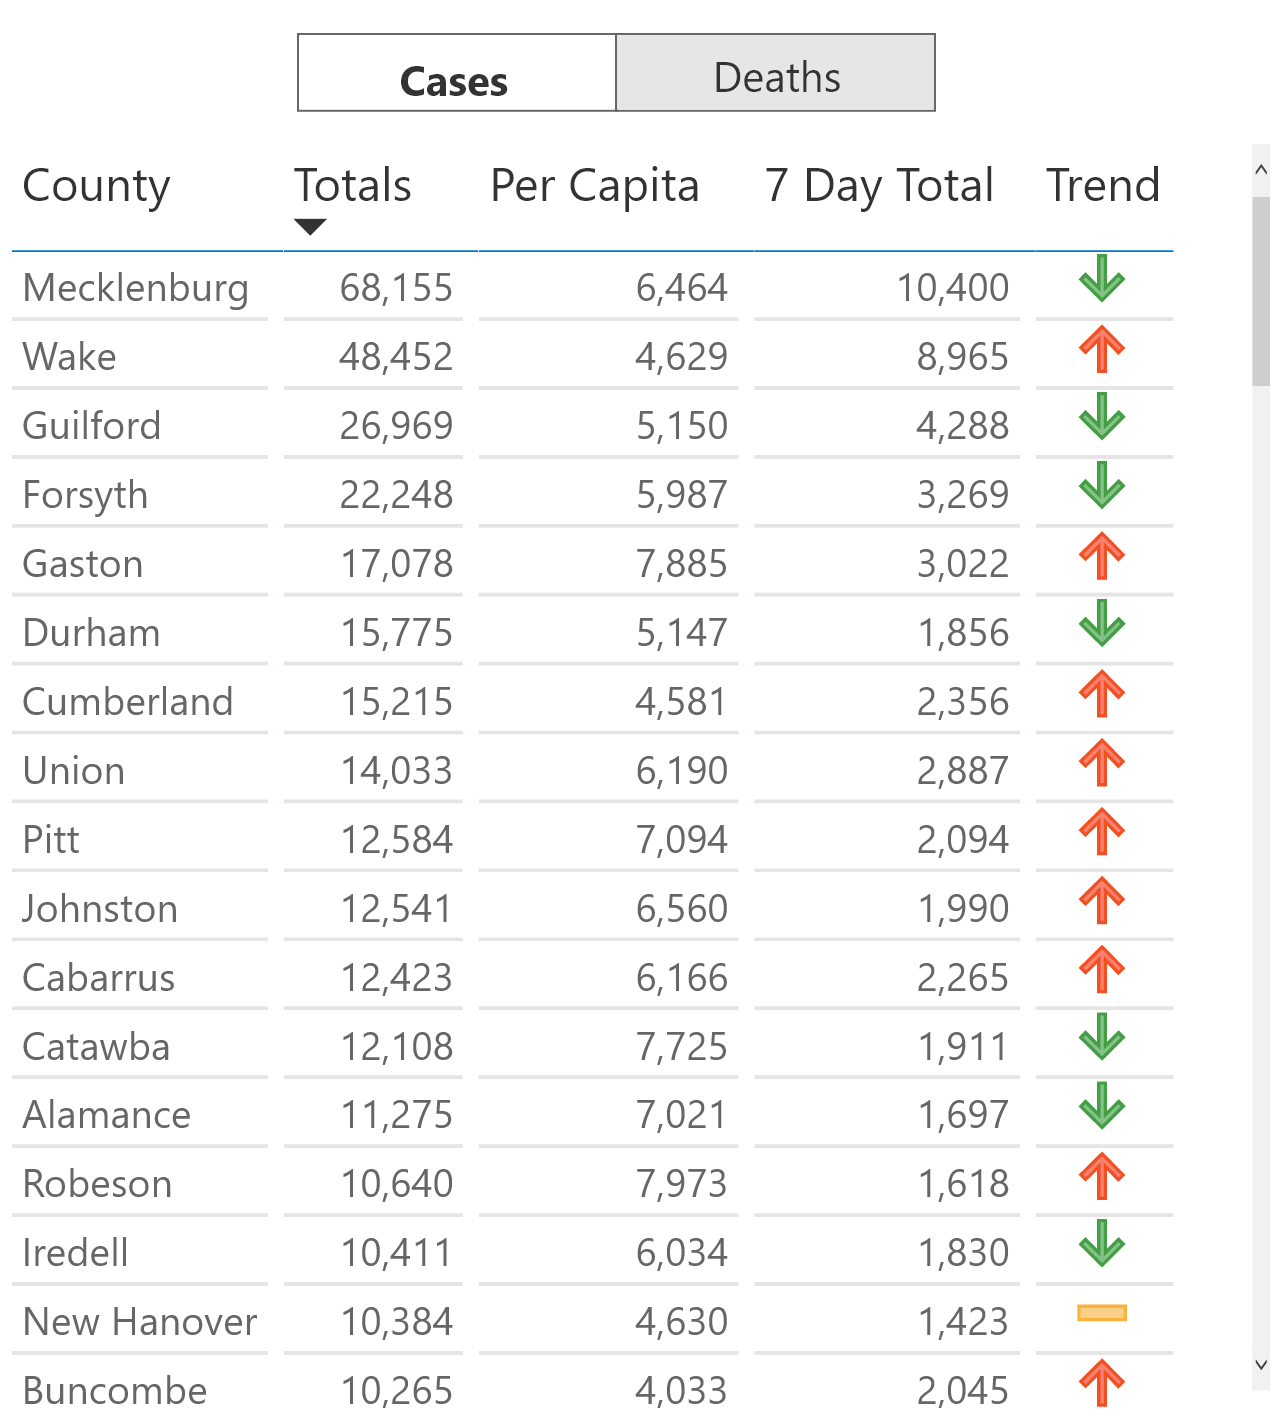 Cases Deaths
County Totals Per Capita 7 Day Total Trend
Mecklenburg 68,155 6,464 10,400
Wake 48,452 4,629 8,965
Guilford 26,969 5,150 4,288
Forsyth 22,248 5,987 3,269
Gaston 17,078 7,885 3,022
Durham 15,775 5,147 1,856
Cumberland 15,215 4,581 2,356
Union 14,033 6,190 2,887
Pitt 12,584 7,094 2,094
Johnston 12,541 6,560 1,990
Cabarrus 12,423 6,166 2,265
Catawba 12,108 7,725 1,911
Alamance 11,275 7,021 1,697
Robeson 10,640 7,973 1,618
Iredell 10,411 6,034 1,830
New Hanover 10,384 4,630 1,423
Buncombe 10,265 4,033 2,045